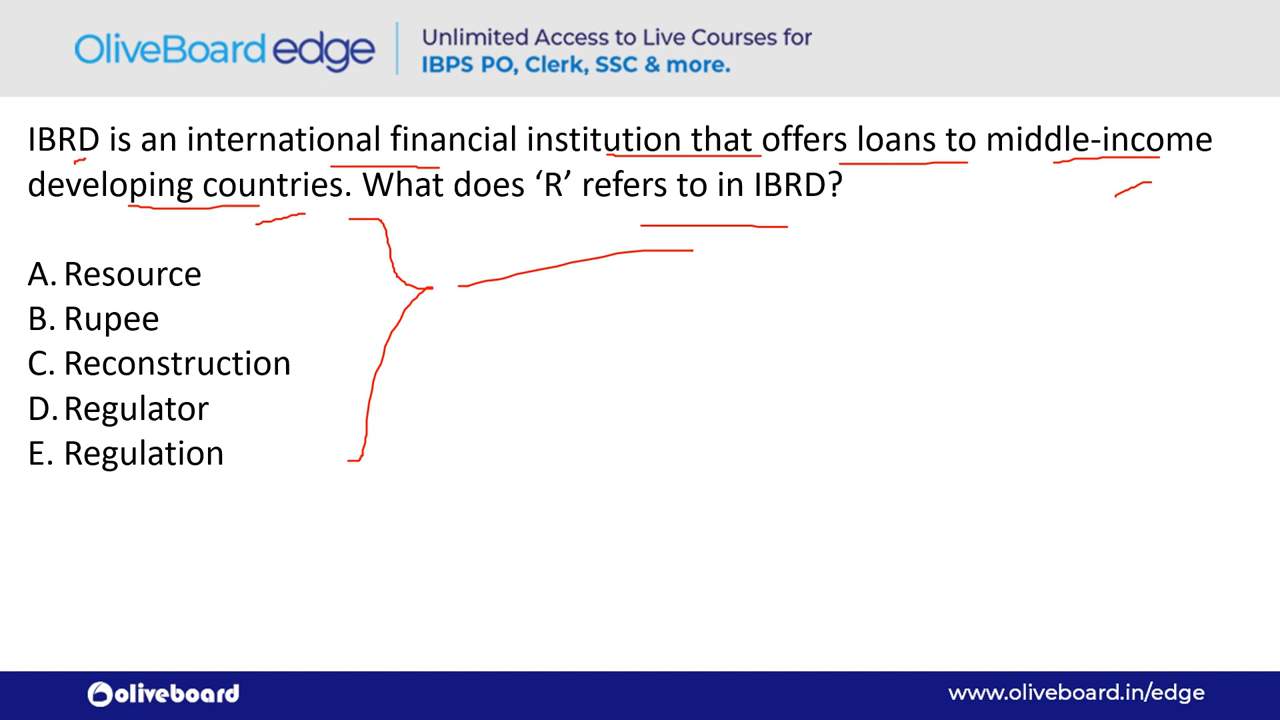 OliveBoard edge
Unlimited Access to Live Courses for
IBPS PO, Clerk, SSC & more.
IBRD is an international financial institution that offers loans to middle-income
developing countries. What does ‘R’ refers to in IBRD?
A. Resource
B. Rupee
C. Reconstruction
D. Regulator
E. Regulation
oliveboard
www.oliveboard.in/edge